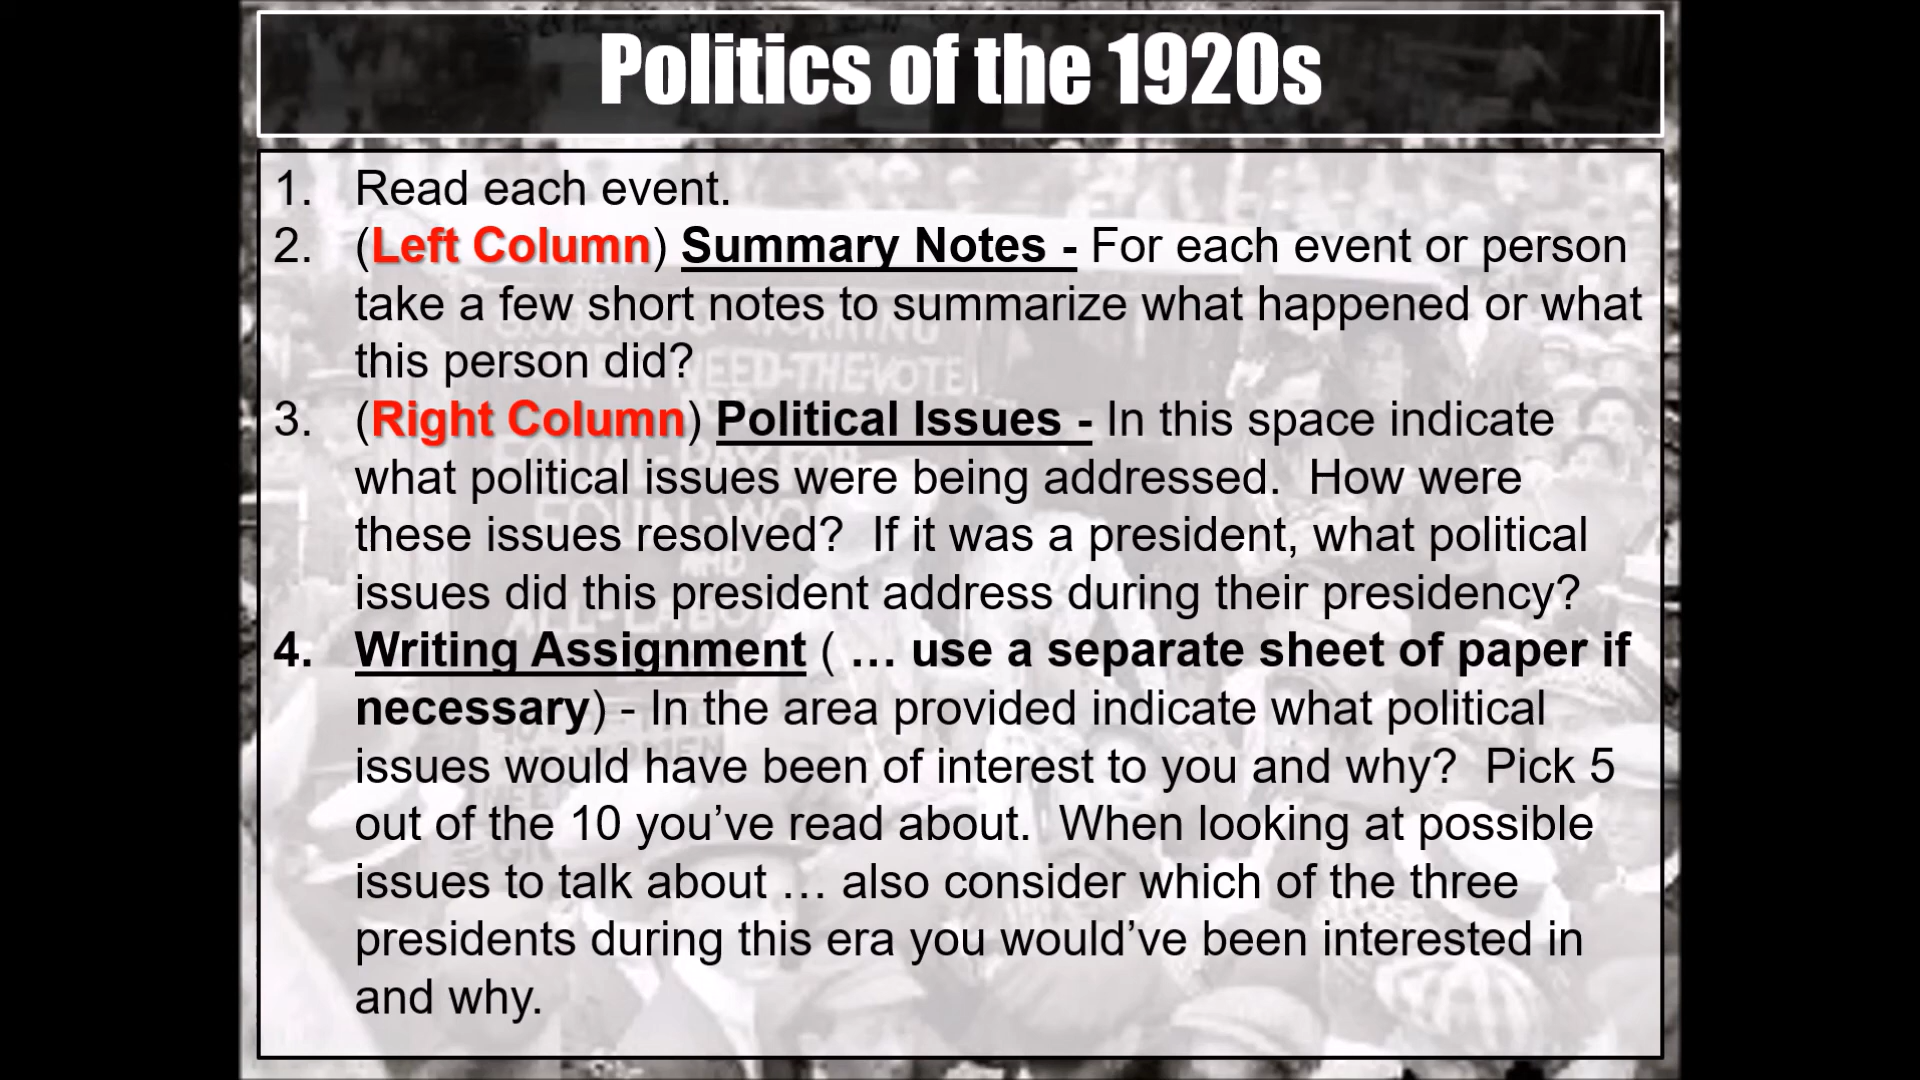 Politics of the 1920s
1. Read each event.
2. (Left Column) Summary Notes - For each event or person
take a few short notes to summarize what happened or what
this person did?
3. (Right Column) Political Issues - In this space indicate
what political issues were being addressed.  How were
these issues resolved?  If it was a president, what political
issues did this president address during their presidency?
4. Writing Assignment ( … use a separate sheet of paper if
necessary) - In the area provided indicate what political
issues would have been of interest to you and why?  Pick 5
out of the 10 you’ve read about.  When looking at possible
issues to talk about … also consider which of the three
presidents during this era you would’ve been interested in
and why.